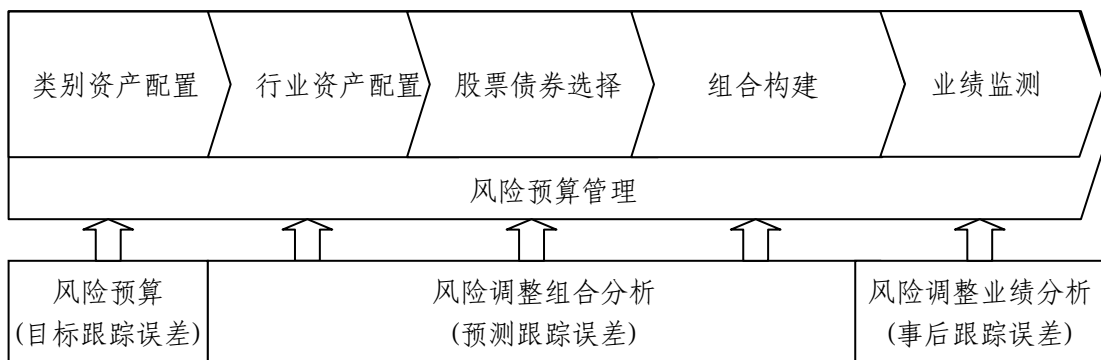 类别资产配置
行业资产配置
股票债券选择
组合构建
业绩监测
风险预算管理
风险预算
(目标跟踪误差)
风险调整组合分析
(预测跟踪误差)
风险调整业绩分析
(事后跟踪误差)